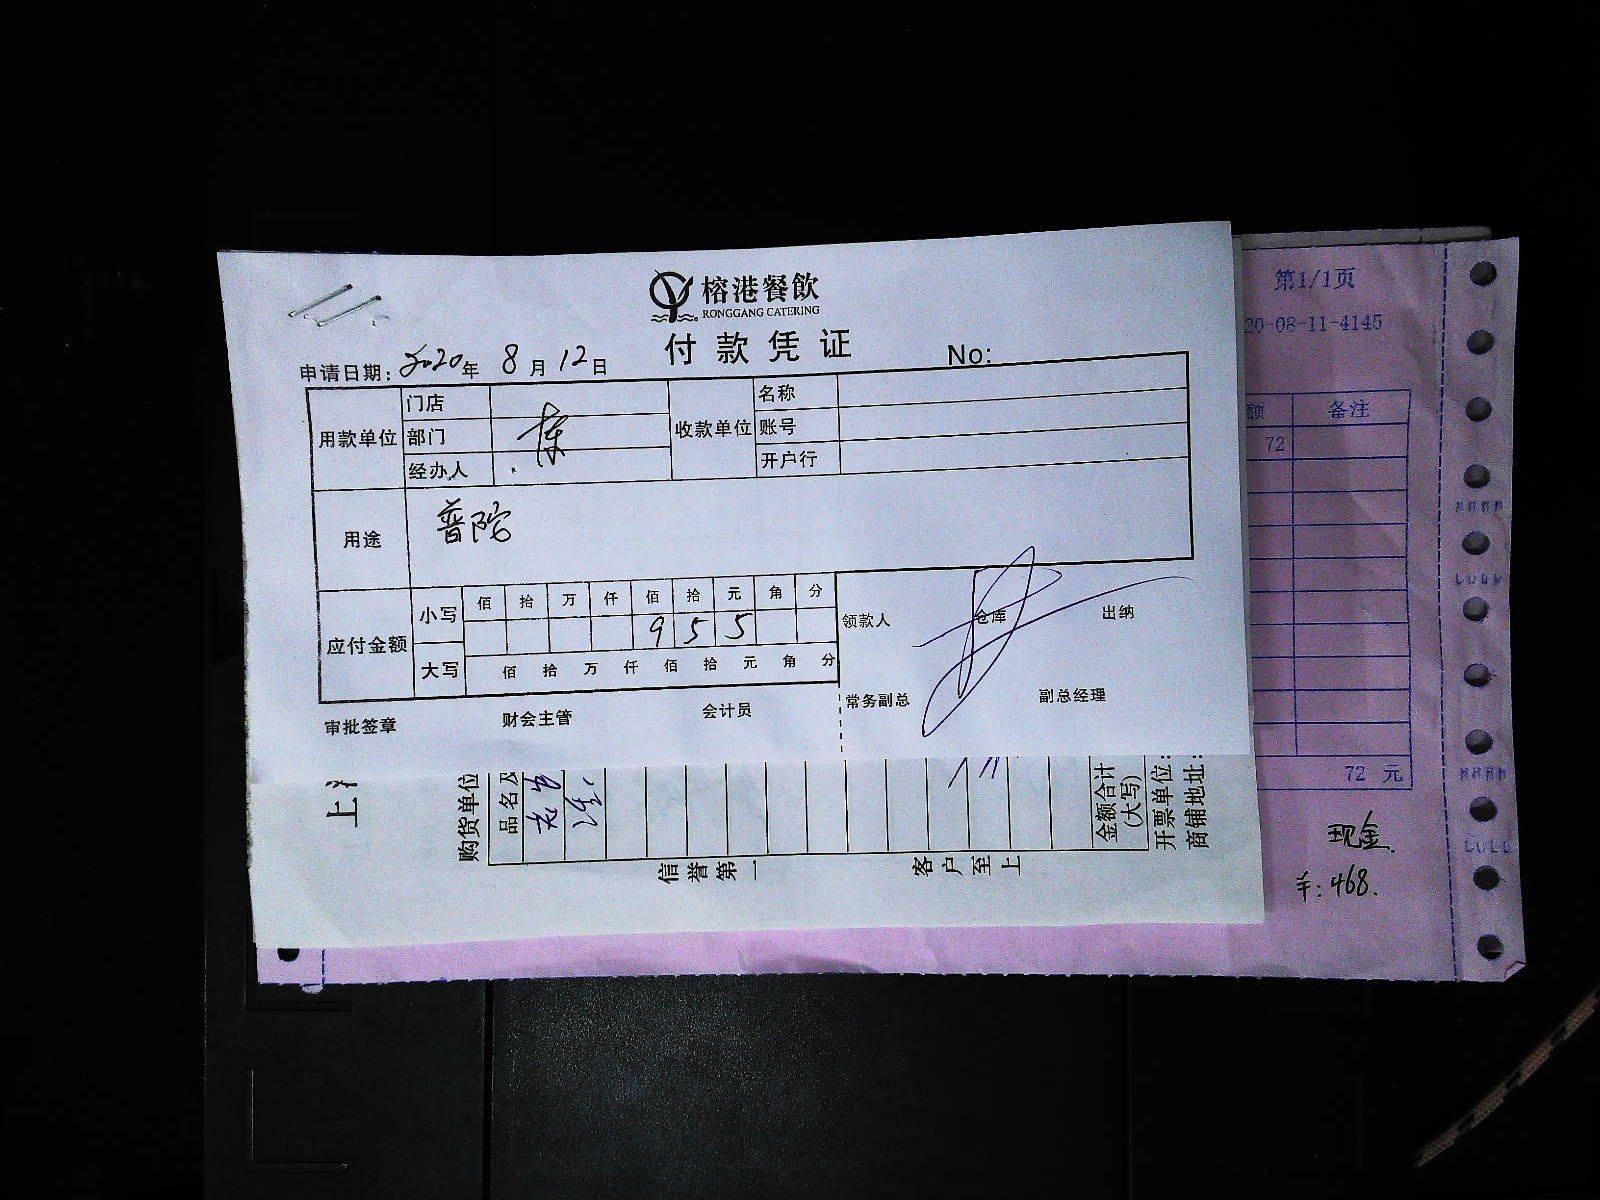 榕港餐飲
RONGGANG CATERING
付款凭证
申请日期: 2020年 8月 12日 No:
用款单位 门店 收款单位 名称
部门 账号
经办人 开户行
用途 普陀
应付金额 小写 佰 拾 万 仟 佰 拾 元 角 分
9 5 5
大写 佰 拾 万 仟 佰 拾 元 角 分
领款人 仓库 出纳
常务副总 副总经理
审批签章 财会主管 会计员
购货单位
品名及
金额合计
(大写)
开票单位:
商铺地址:
信誉第一 客户至上
第1/1页
20-08-11-4145
额 备注
72
72 元
现金.
¥:468.